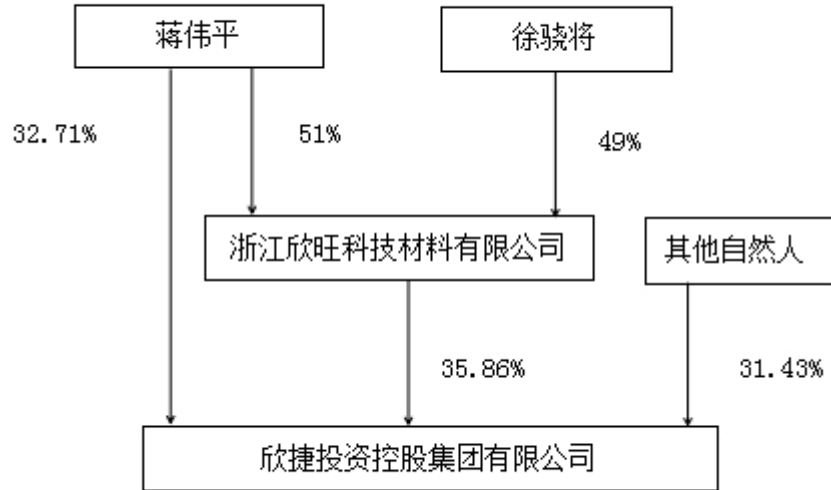 蒋伟平
徐骁将
32.71%
51%
49%
浙江欣旺科技材料有限公司
其他自然人
35.86%
31.43%
欣捷投资控股集团有限公司